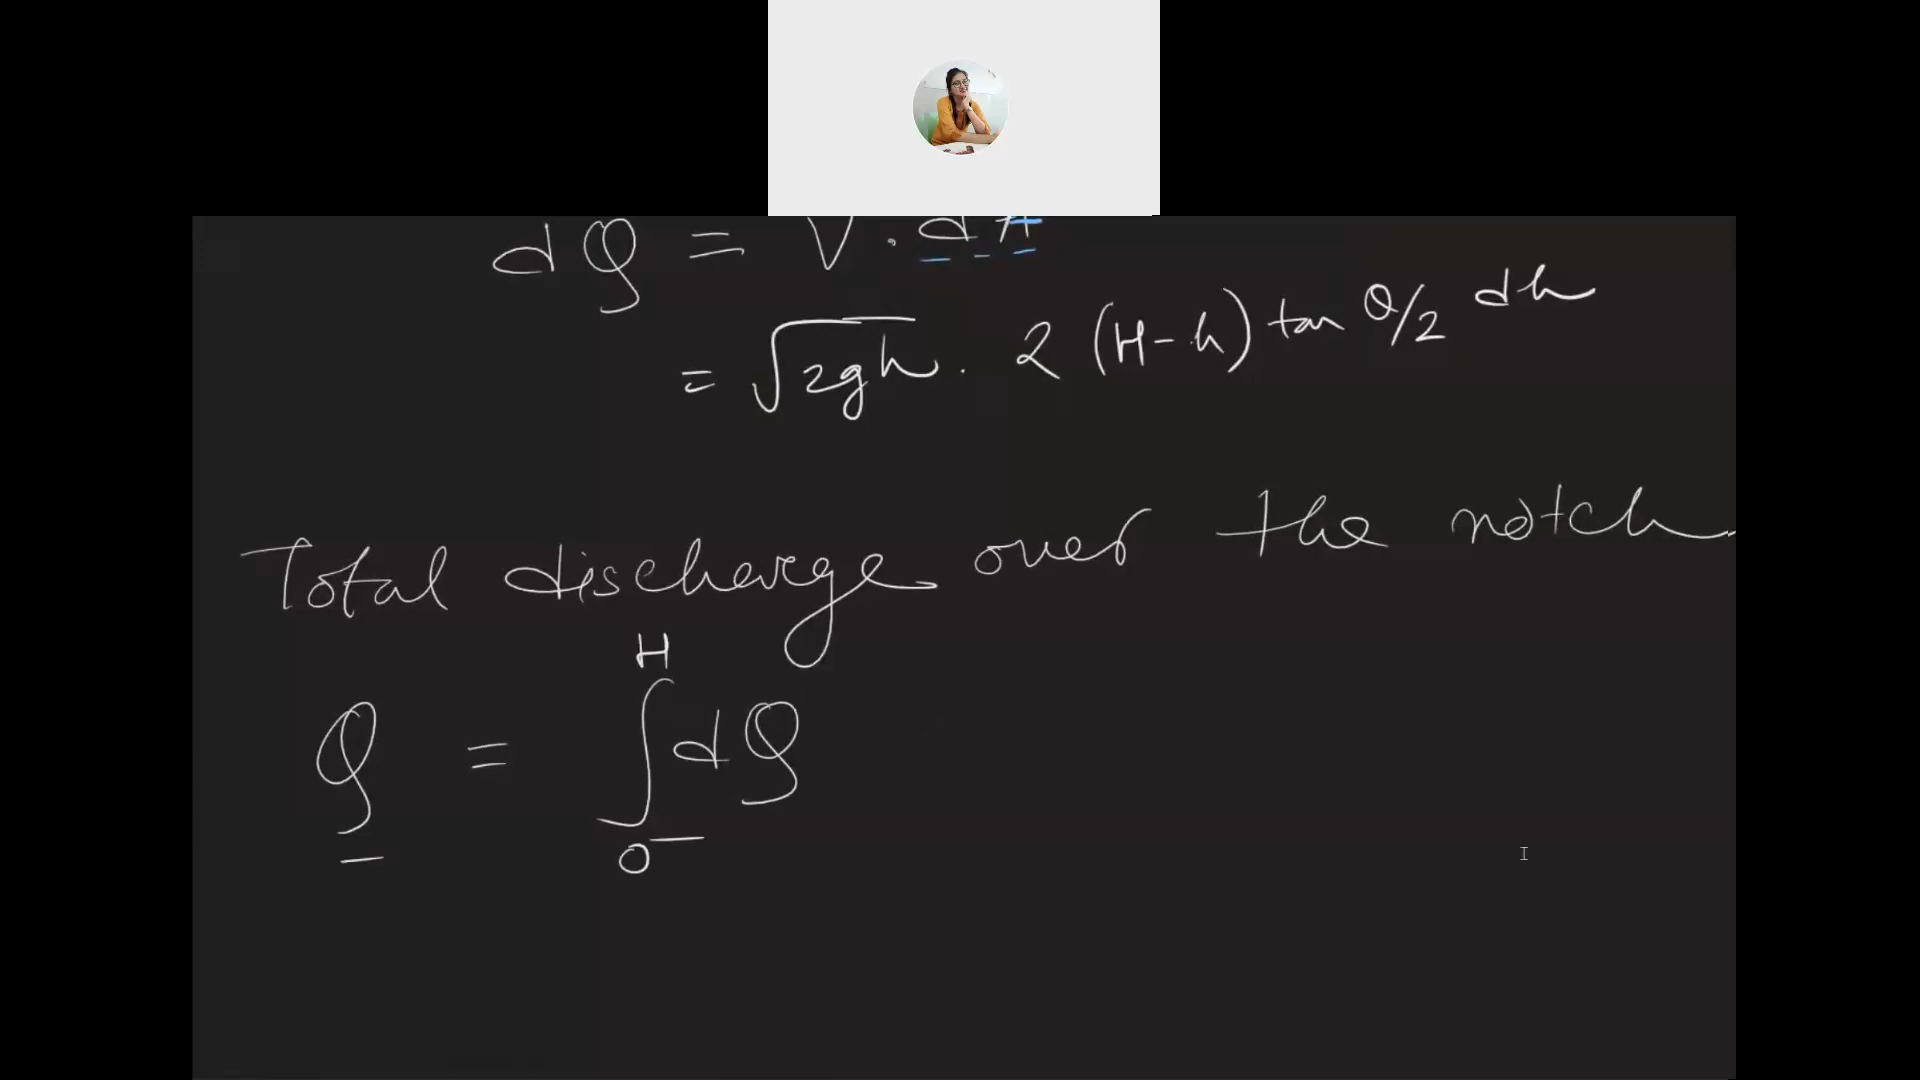 dQ = V . dA
= √2gh . 2 (H-h) tan θ/2 dh
Total discharge over the notch
H
Q = ∫ dQ
0